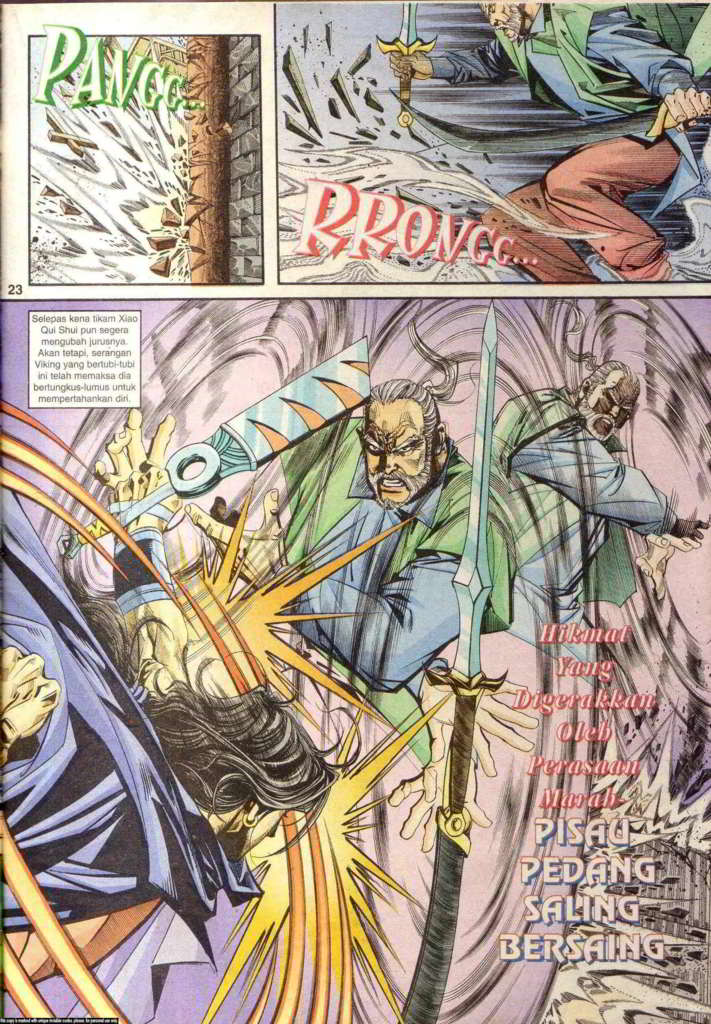 PANGG...
RRONGG...
23
Selepas kena tikam Xiao
Qui Shui pun segera
mengubah jurusnya.
Akan tetapi, serangan
Viking yang bertubi-tubi
ini telah memaksa dia
bertungkus-lumus untuk
mempertahankan diri.
Hikmat
Yang
Digerakkan
Oleh
Perasaan
Marah-
PISAU
PEDANG
SALING
BERSAING